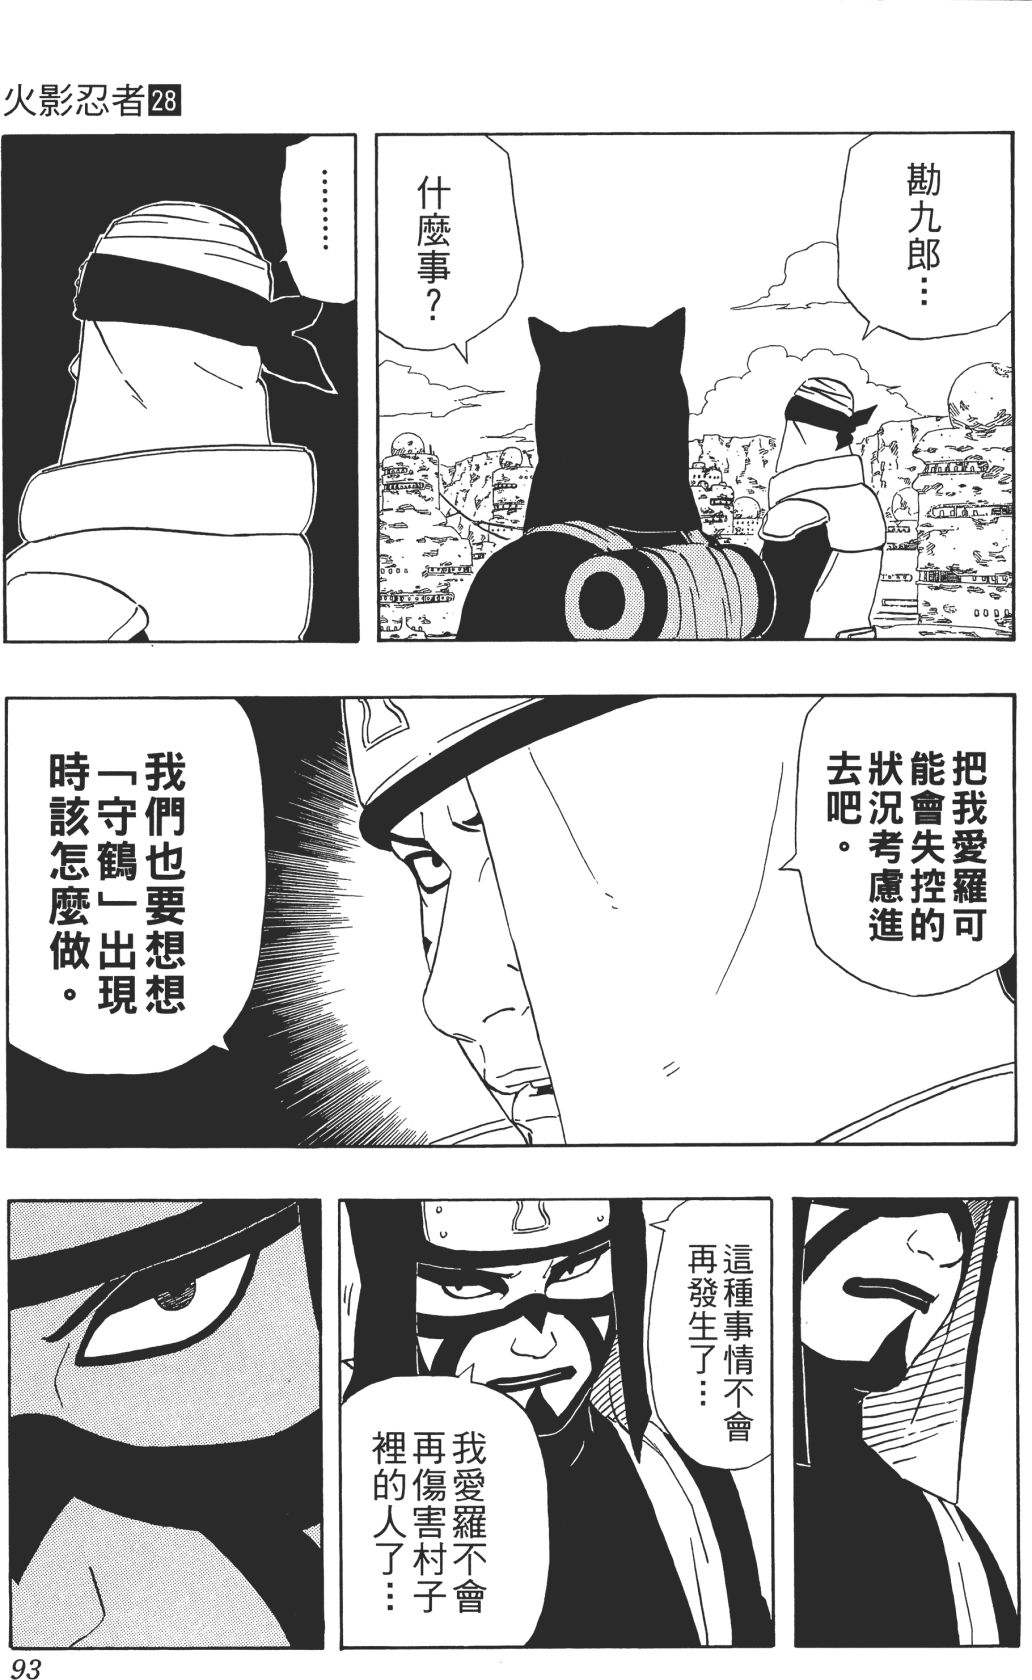 火影忍者28
勘九郎…
什麼事？
………
把我愛羅可
能會失控的
狀況考慮進
去吧。
我們也要想想
「守鶴」出現
時該怎麼做。
這種事情不會
再發生了…
我愛羅不會
再傷害村子
裡的人了…
93